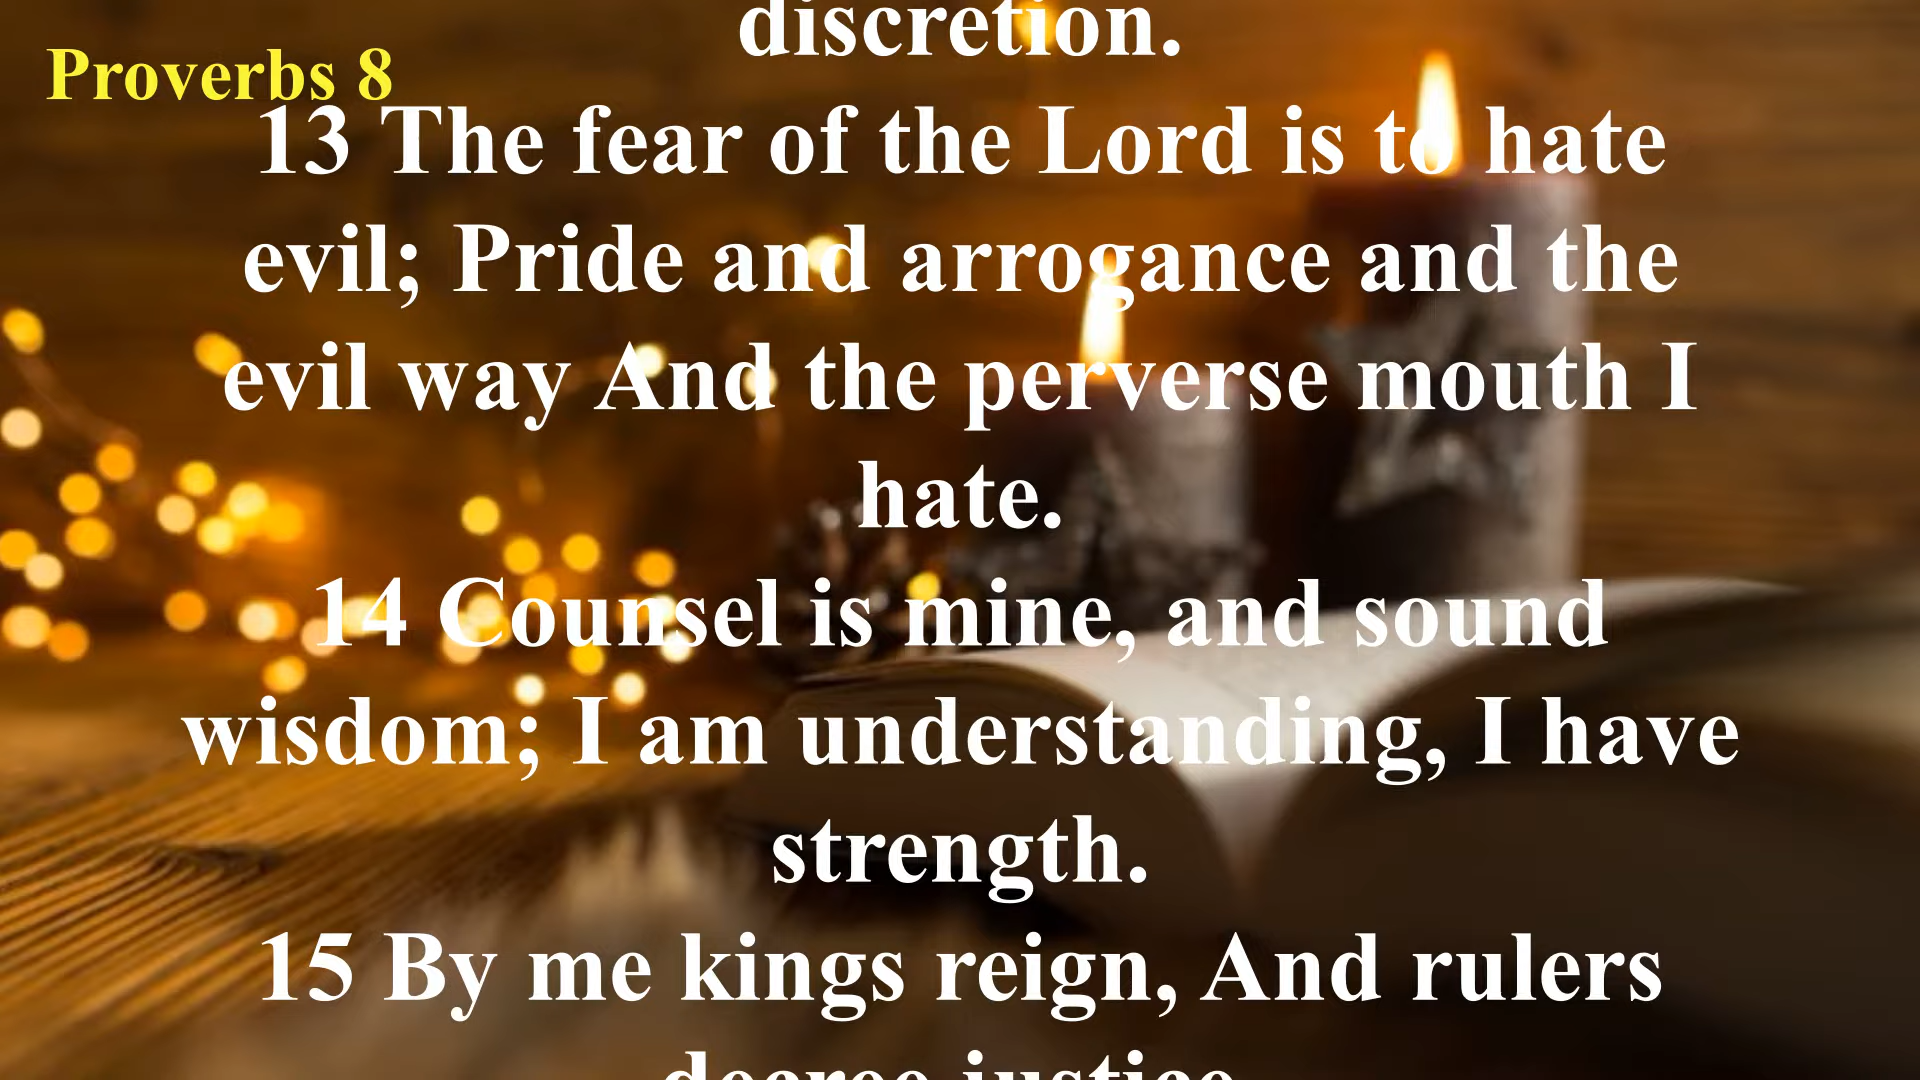 discretion.
Proverbs 8
13 The fear of the Lord is to hate
evil; Pride and arrogance and the
evil way And the perverse mouth I
hate.
14 Counsel is mine, and sound
wisdom; I am understanding, I have
strength.
15 By me kings reign, And rulers
decree justice.